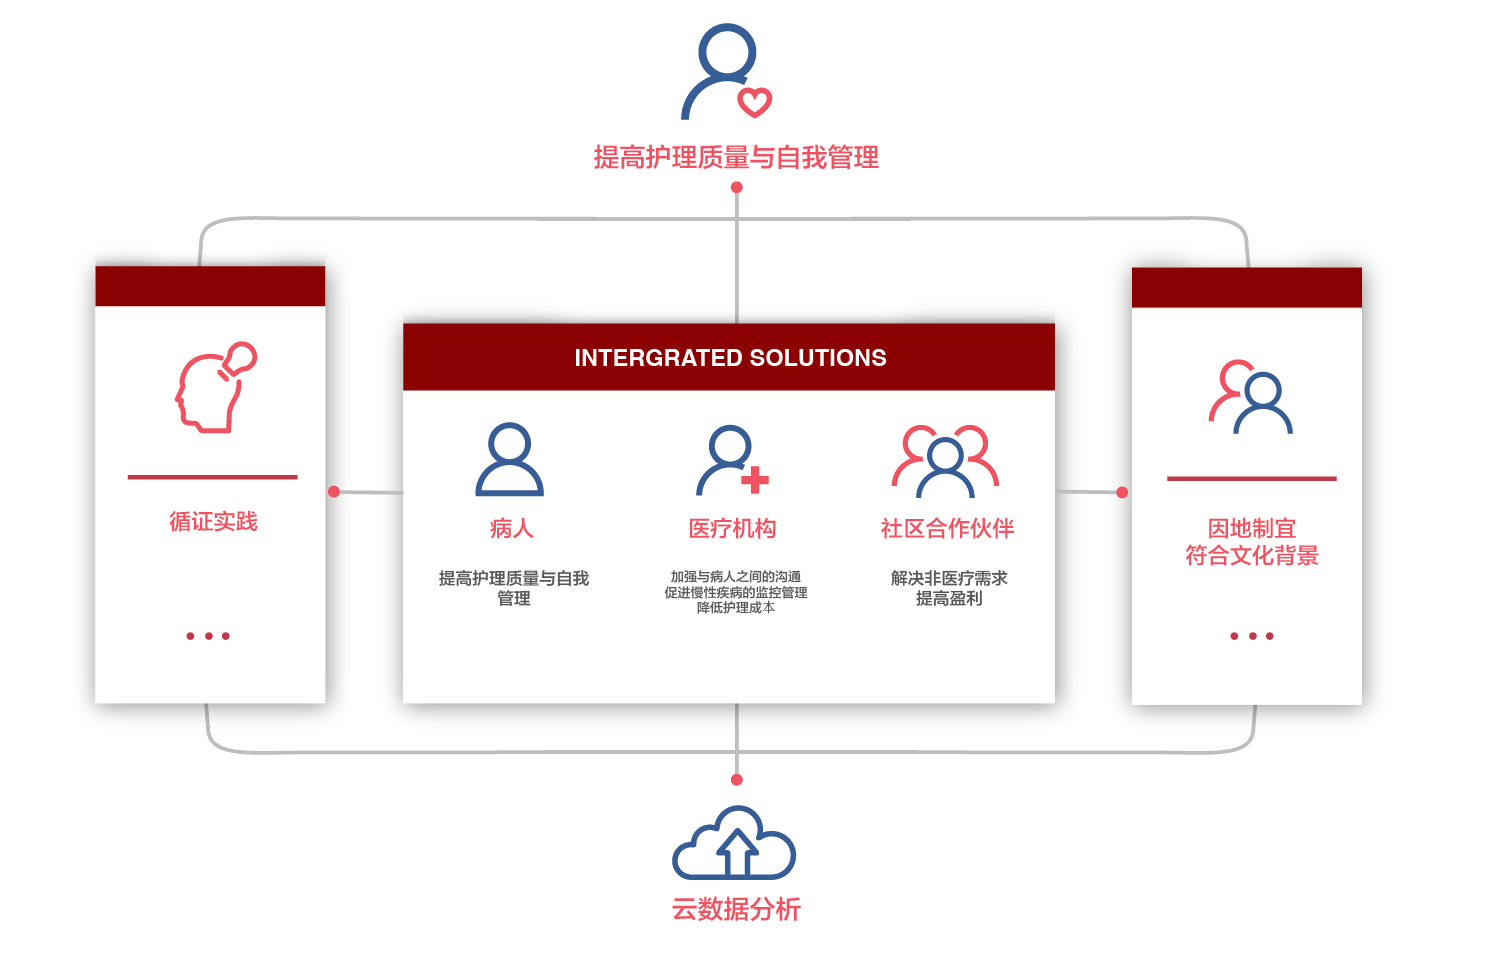 提高护理质量与自我管理
INTERGRATED SOLUTIONS
循证实践
病人
提高护理质量与自我
管理
医疗机构
加强与病人之间的沟通
促进慢性疾病的监控管理
降低护理成本
社区合作伙伴
解决非医疗需求
提高盈利
因地制宜
符合文化背景
云数据分析